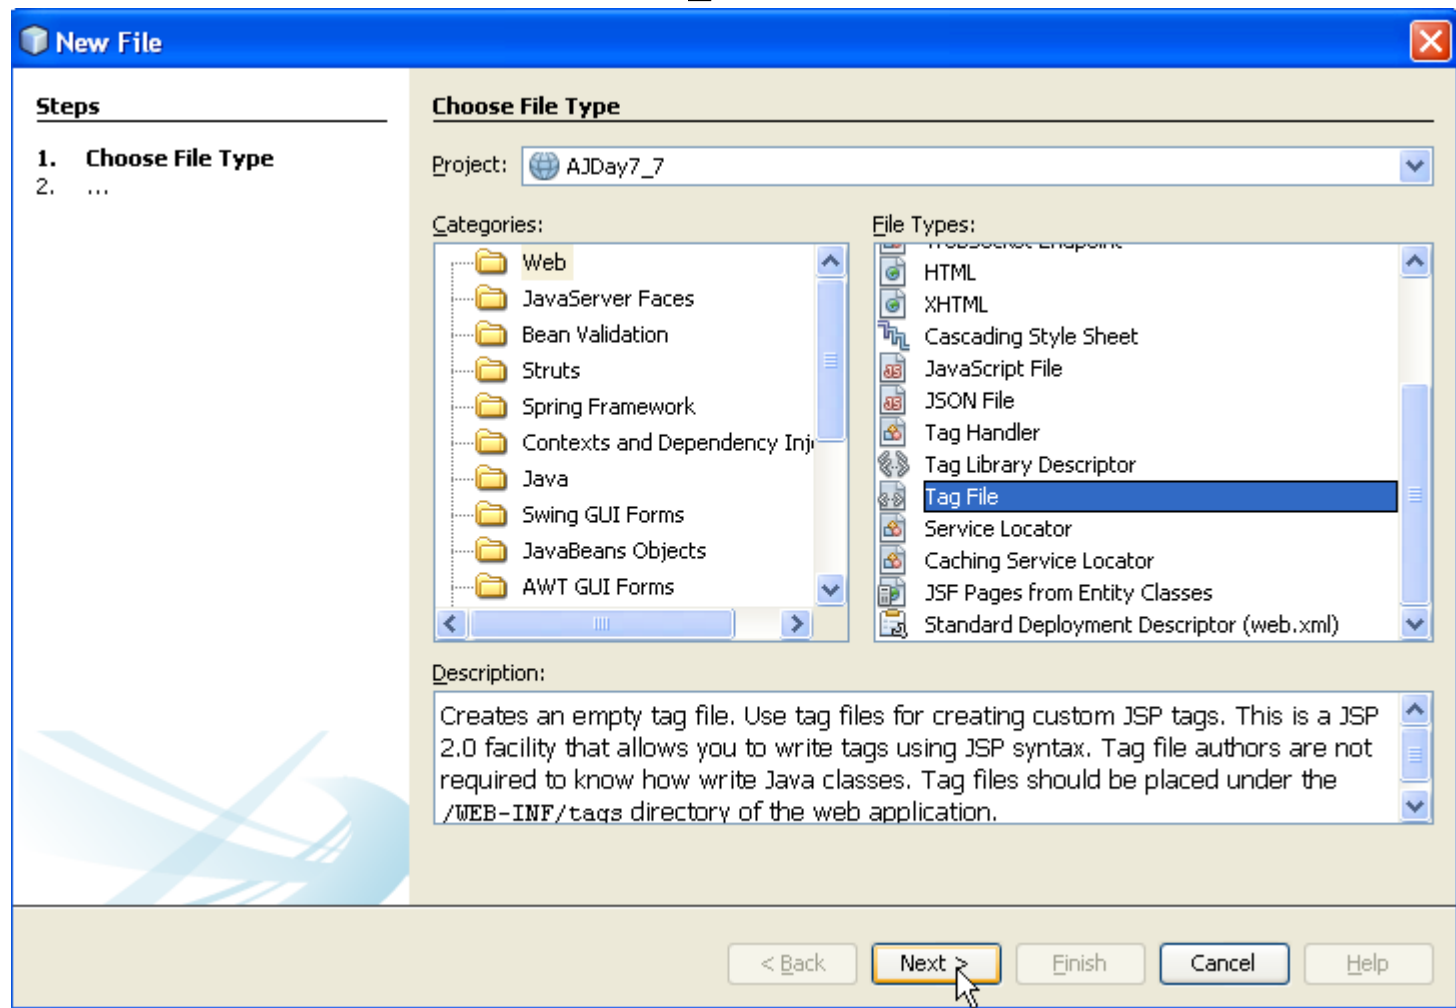 New File
Steps
1. Choose File Type
2. ...
Choose File Type
Project: AJDay7_7
Categories:
Web
JavaServer Faces
Bean Validation
Struts
Spring Framework
Contexts and Dependency Inj
Java
Swing GUI Forms
JavaBeans Objects
AWT GUI Forms
File Types:
WebSocket Endpoint
HTML
XHTML
Cascading Style Sheet
JavaScript File
JSON File
Tag Handler
Tag Library Descriptor
Tag File
Service Locator
Caching Service Locator
JSF Pages from Entity Classes
Standard Deployment Descriptor (web.xml)
Description:
Creates an empty tag file. Use tag files for creating custom JSP tags. This is a JSP
2.0 facility that allows you to write tags using JSP syntax. Tag file authors are not
required to know how write Java classes. Tag files should be placed under the
/WEB-INF/tags directory of the web application.
< Back
Next >
Finish
Cancel
Help